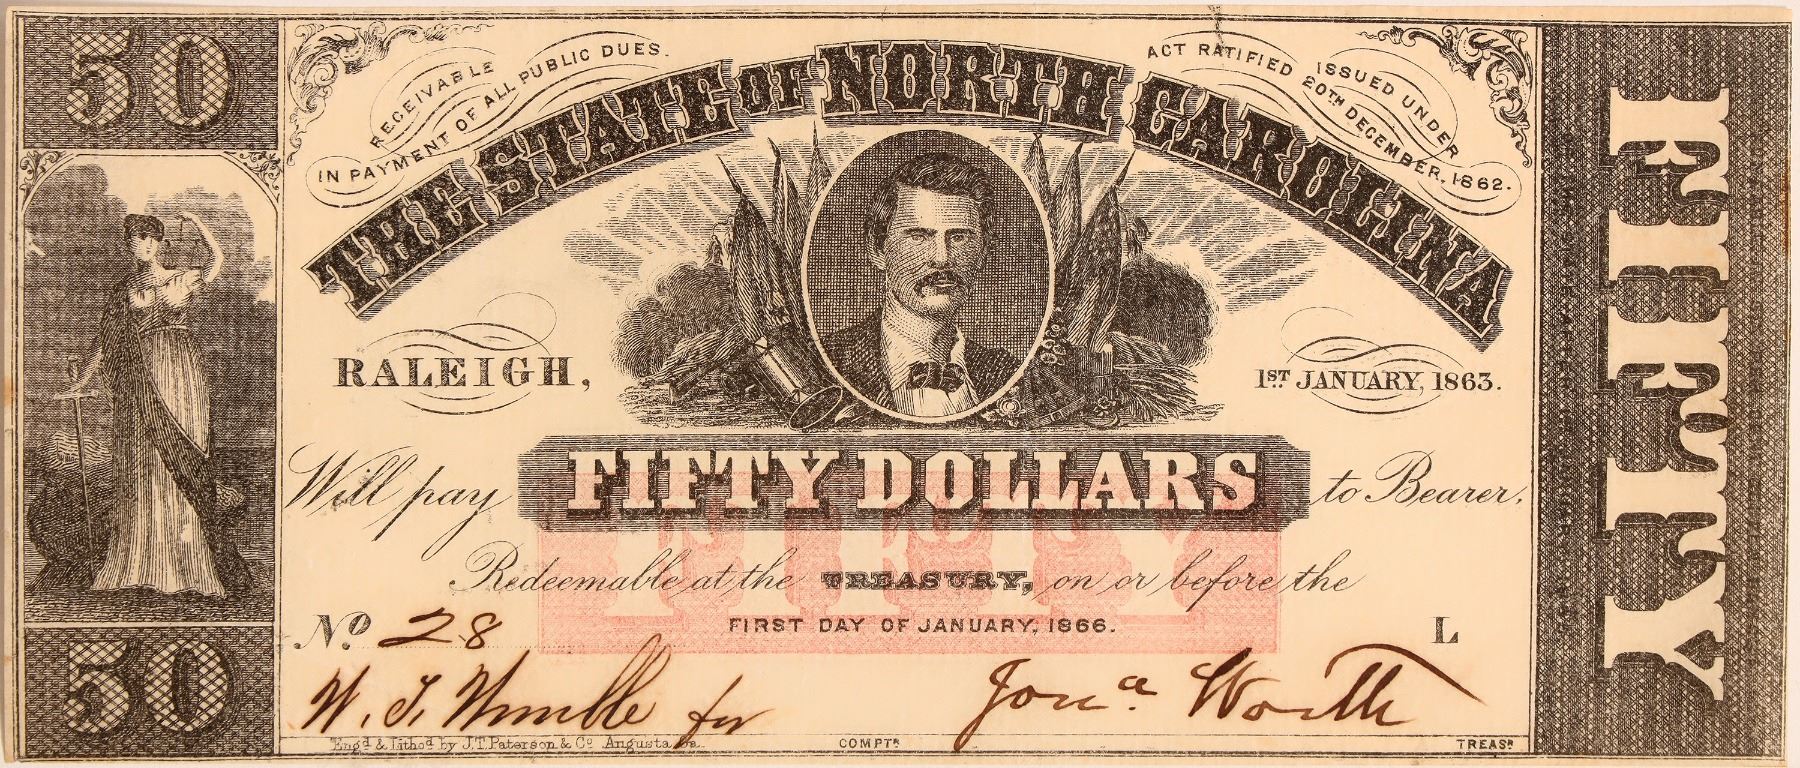 50
RECEIVABLE
IN PAYMENT OF ALL PUBLIC DUES.
ACT RATIFIED 20TH DECEMBER, 1862.
ISSUED UNDER
THE STATE OF NORTH CAROLINA
RALEIGH,
1ST JANUARY, 1863.
Will pay FIFTY DOLLARS to Bearer,
FIFTY
Redeemable at the TREASURY, on or before the
FIRST DAY OF JANUARY, 1866.
No 28
L
50
Jona. Worth
Engd & Lithod by J.T. Paterson & Co Augusta Ga.
COMPTR
TREASR
FIFTY